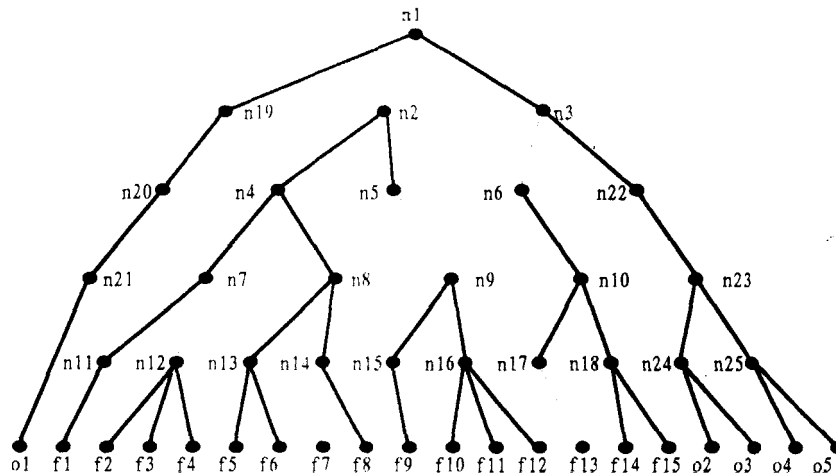 n1
n19 n2 n3
n20 n4 n5 n6 n22
n21 n7 n8 n9 n10 n23
n11 n12 n13 n14 n15 n16 n17 n18 n24 n25
o1 f1 f2 f3 f4 f5 f6 f7 f8 f9 f10 f11 f12 f13 f14 f15 o2 o3 o4 o5